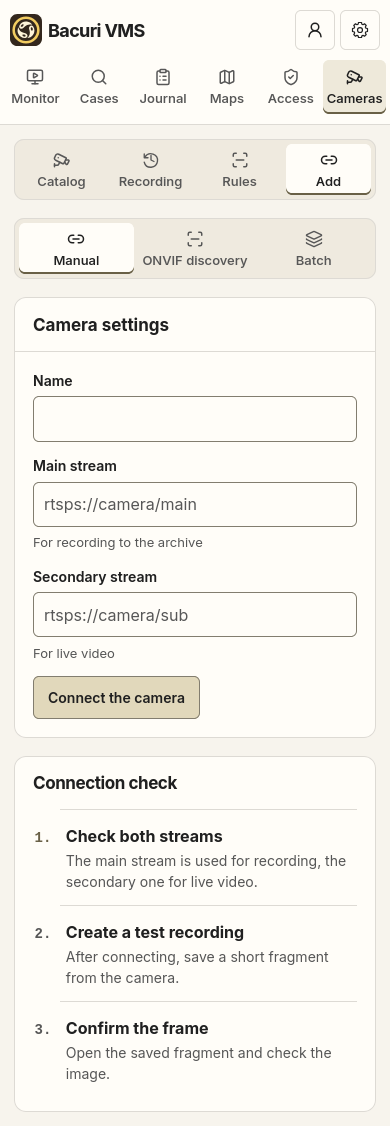 Bacuri VMS
Monitor
Cases
Journal
Maps
Access
Cameras
Catalog
Recording
Rules
Add
Manual
ONVIF discovery
Batch
Camera settings
Name
Main stream
rtsps://camera/main
For recording to the archive
Secondary stream
rtsps://camera/sub
For live video
Connect the camera
Connection check
1. Check both streams
The main stream is used for recording, the
secondary one for live video.
2. Create a test recording
After connecting, save a short fragment
from the camera.
3. Confirm the frame
Open the saved fragment and check the
image.